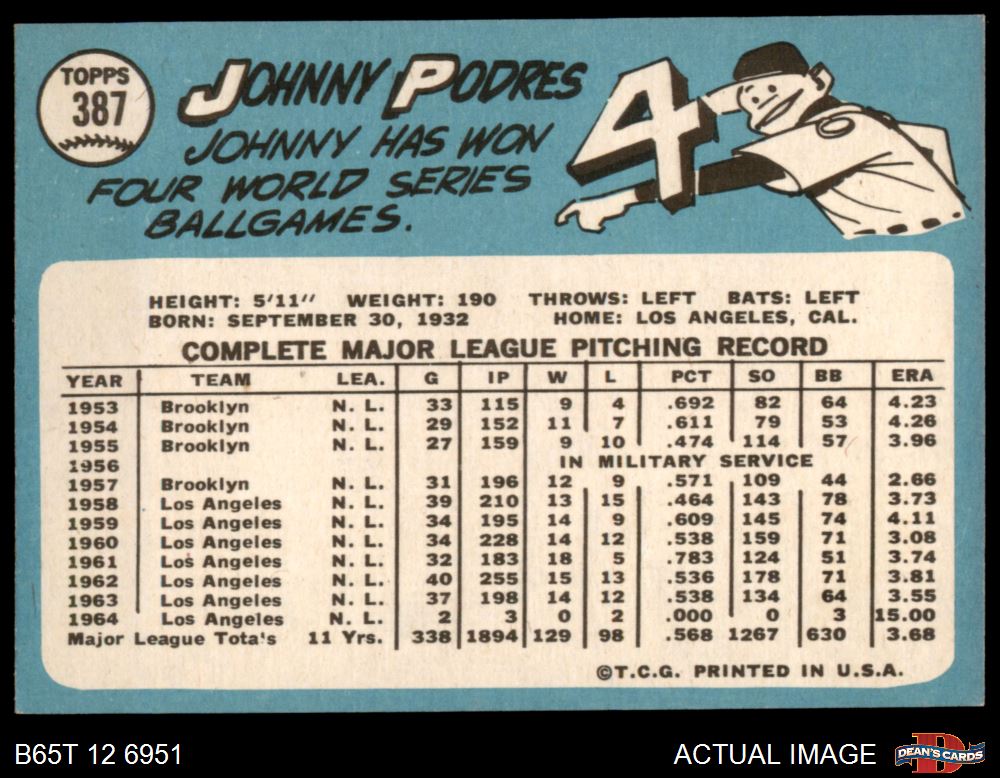 TOPPS
387
JOHNNY PODRES
JOHNNY HAS WON
FOUR WORLD SERIES
BALLGAMES.
4
HEIGHT: 5'11" WEIGHT: 190 THROWS: LEFT BATS: LEFT
BORN: SEPTEMBER 30, 1932 HOME: LOS ANGELES, CAL.
COMPLETE MAJOR LEAGUE PITCHING RECORD
YEAR TEAM LEA. G IP W L PCT SO BB ERA
1953 Brooklyn N. L. 33 115 9 4 .692 82 64 4.23
1954 Brooklyn N. L. 29 152 11 7 .611 79 53 4.26
1955 Brooklyn N. L. 27 159 9 10 .474 114 57 3.96
1956 IN MILITARY SERVICE
1957 Brooklyn N. L. 31 196 12 9 .571 109 44 2.66
1958 Los Angeles N. L. 39 210 13 15 .464 143 78 3.73
1959 Los Angeles N. L. 34 195 14 9 .609 145 74 4.11
1960 Los Angeles N. L. 34 228 14 12 .538 159 71 3.08
1961 Los Angeles N. L. 32 183 18 5 .783 124 51 3.74
1962 Los Angeles N. L. 40 255 15 13 .536 178 71 3.81
1963 Los Angeles N. L. 37 198 14 12 .538 134 64 3.55
1964 Los Angeles N. L. 2 3 0 2 .000 0 3 15.00
Major League Tota's 11 Yrs. 338 1894 129 98 .568 1267 630 3.68
©T.C.G. PRINTED IN U.S.A.
B65T 12 6951 ACTUAL IMAGE
D
DEAN'S CARDS